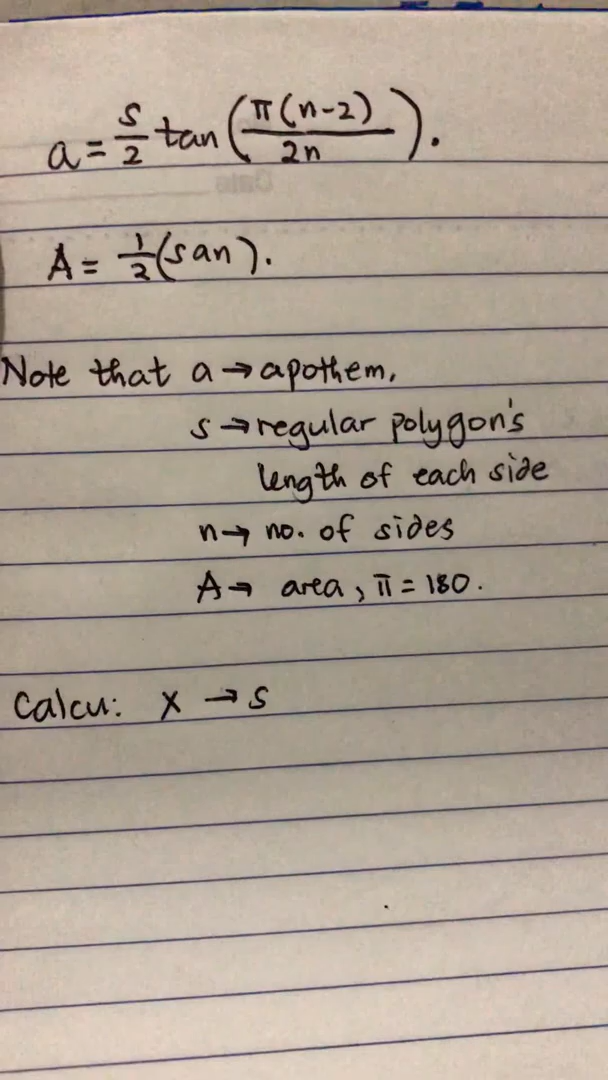 a = s/2 tan (π(n-2)/2n).
A = 1/2 (san).
Note that a → apothem,
s → regular polygon's
length of each side
n → no. of sides
A → area, π = 180.
Calcu: x → s